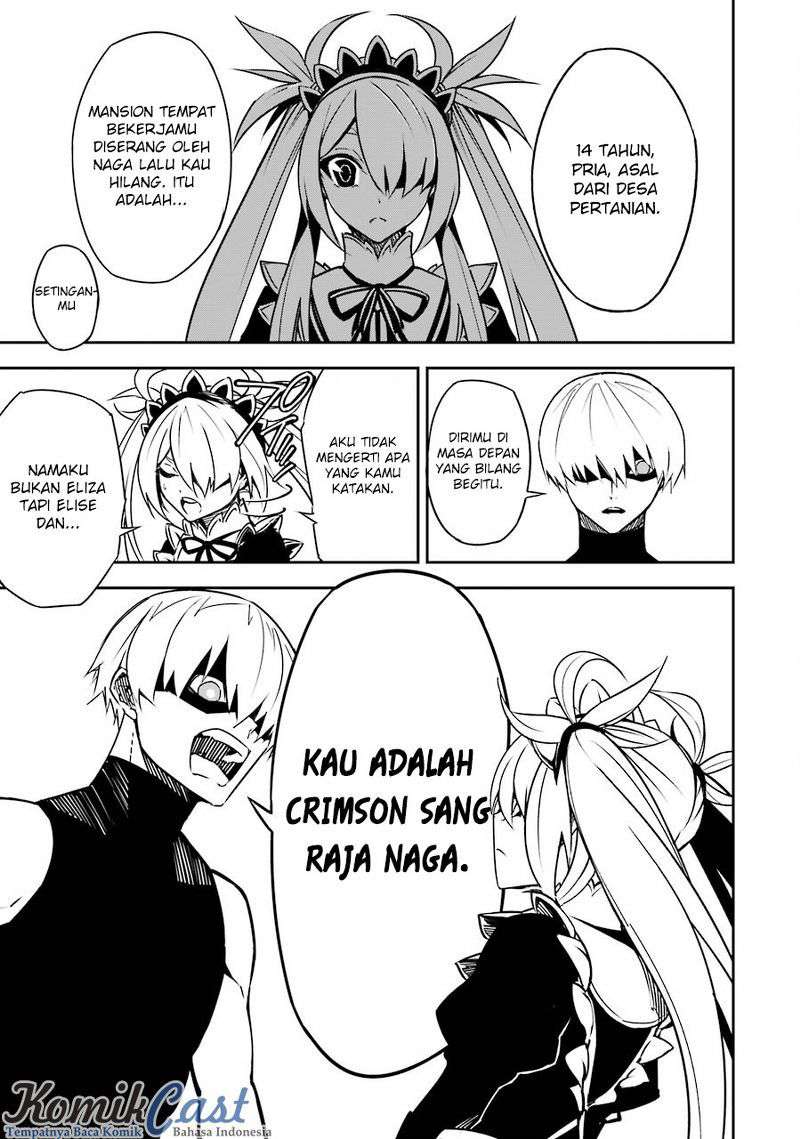 14 TAHUN,
PRIA, ASAL
DARI DESA
PERTANIAN.
MANSION TEMPAT
BEKERJAMU
DISERANG OLEH
NAGA LALU KAU
HILANG. ITU
ADALAH...
SETINGAN-
MU
DIRIMU DI
MASA DEPAN
YANG BILANG
BEGITU.
AKU TIDAK
MENGERTI APA
YANG KAMU
KATAKAN.
NAMAKU
BUKAN ELIZA
TAPI ELISE DAN...
KAU ADALAH
CRIMSON SANG
RAJA NAGA.
KomikCast
Tempatnya Baca Komik Bahasa Indonesia